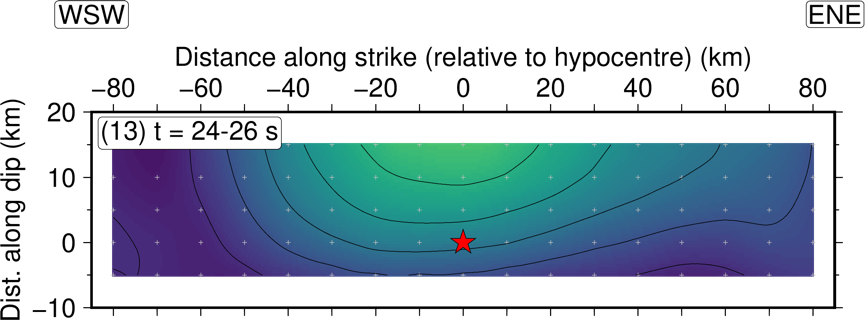 WSW
ENE
Distance along strike (relative to hypocentre) (km)
−80 −60 −40 −20 0 20 40 60 80
Dist. along dip (km)
20
(13) t = 24-26 s
10
0
−10